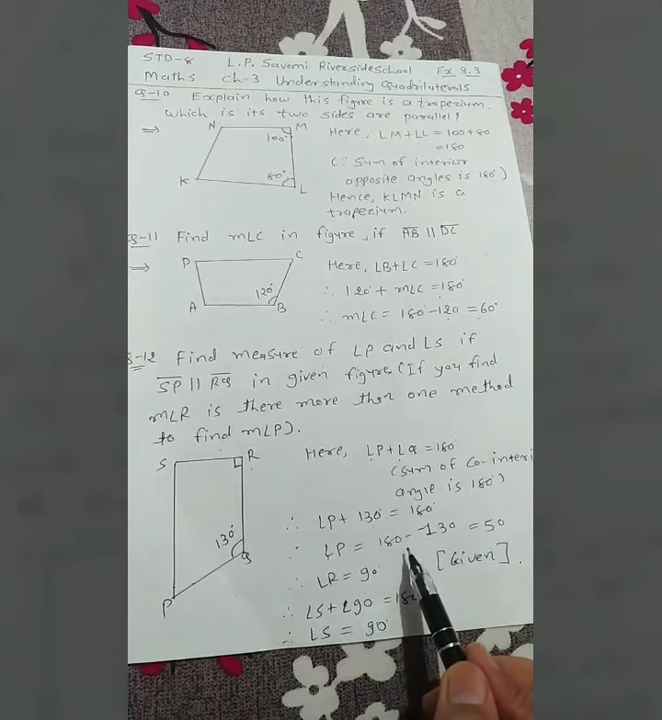 STD-8 L.P. Savani Riverside School Ex 3.3
Maths Ch-3 Understanding Quadrilaterals
Q-10 Explain how this figure is a trapezium.
Which is its two sides are parallel?
⇒ N M Here, ∠M+∠L = 100+80
100° =180
(∵ Sum of interior
K 80° L opposite angles is 180°)
Hence, KLMN is a
trapezium.
Q-11 Find m∠C in figure, if AB || DC
⇒ D C Here, ∠B+∠C =180°
∴ 120°+ m∠C =180°
A 120° B ∴ m∠C = 180°-120 =60°
Q-12 Find measure of ∠P and ∠S if
SP || RQ in given figure. (If you find
m∠R is there more than one method
to find m∠P).
S R Here, ∠P+∠Q =180°
(Sum of Co-interi
angle is 180°)
∴ ∠P+ 130° = 180°
130° ∴ ∠P = 180-130 =50
Q ∴ ∠R = 90 [Given].
P ∴ ∠S+∠90 =
∴ ∠S = 90°